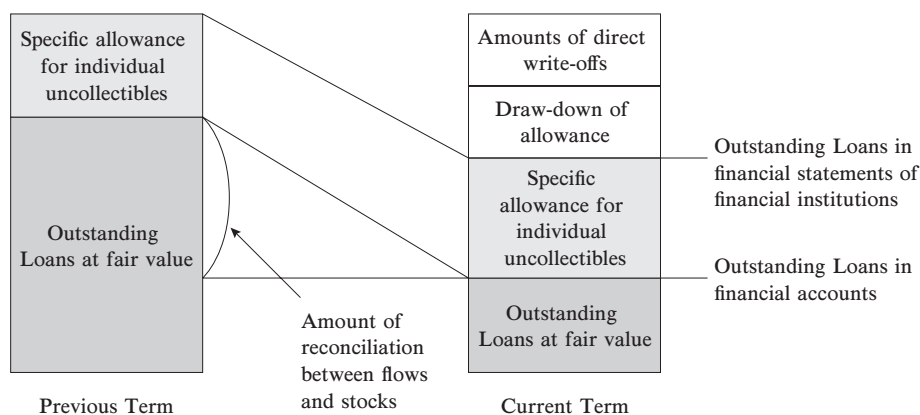 Specific allowance
for individual
uncollectibles
Outstanding
Loans at fair value
Previous Term
Amount of
reconciliation
between flows
and stocks
Amounts of direct
write-offs
Draw-down of
allowance
Specific
allowance for
individual
uncollectibles
Outstanding
Loans at fair value
Current Term
Outstanding Loans in
financial statements of
financial institutions
Outstanding Loans in
financial accounts